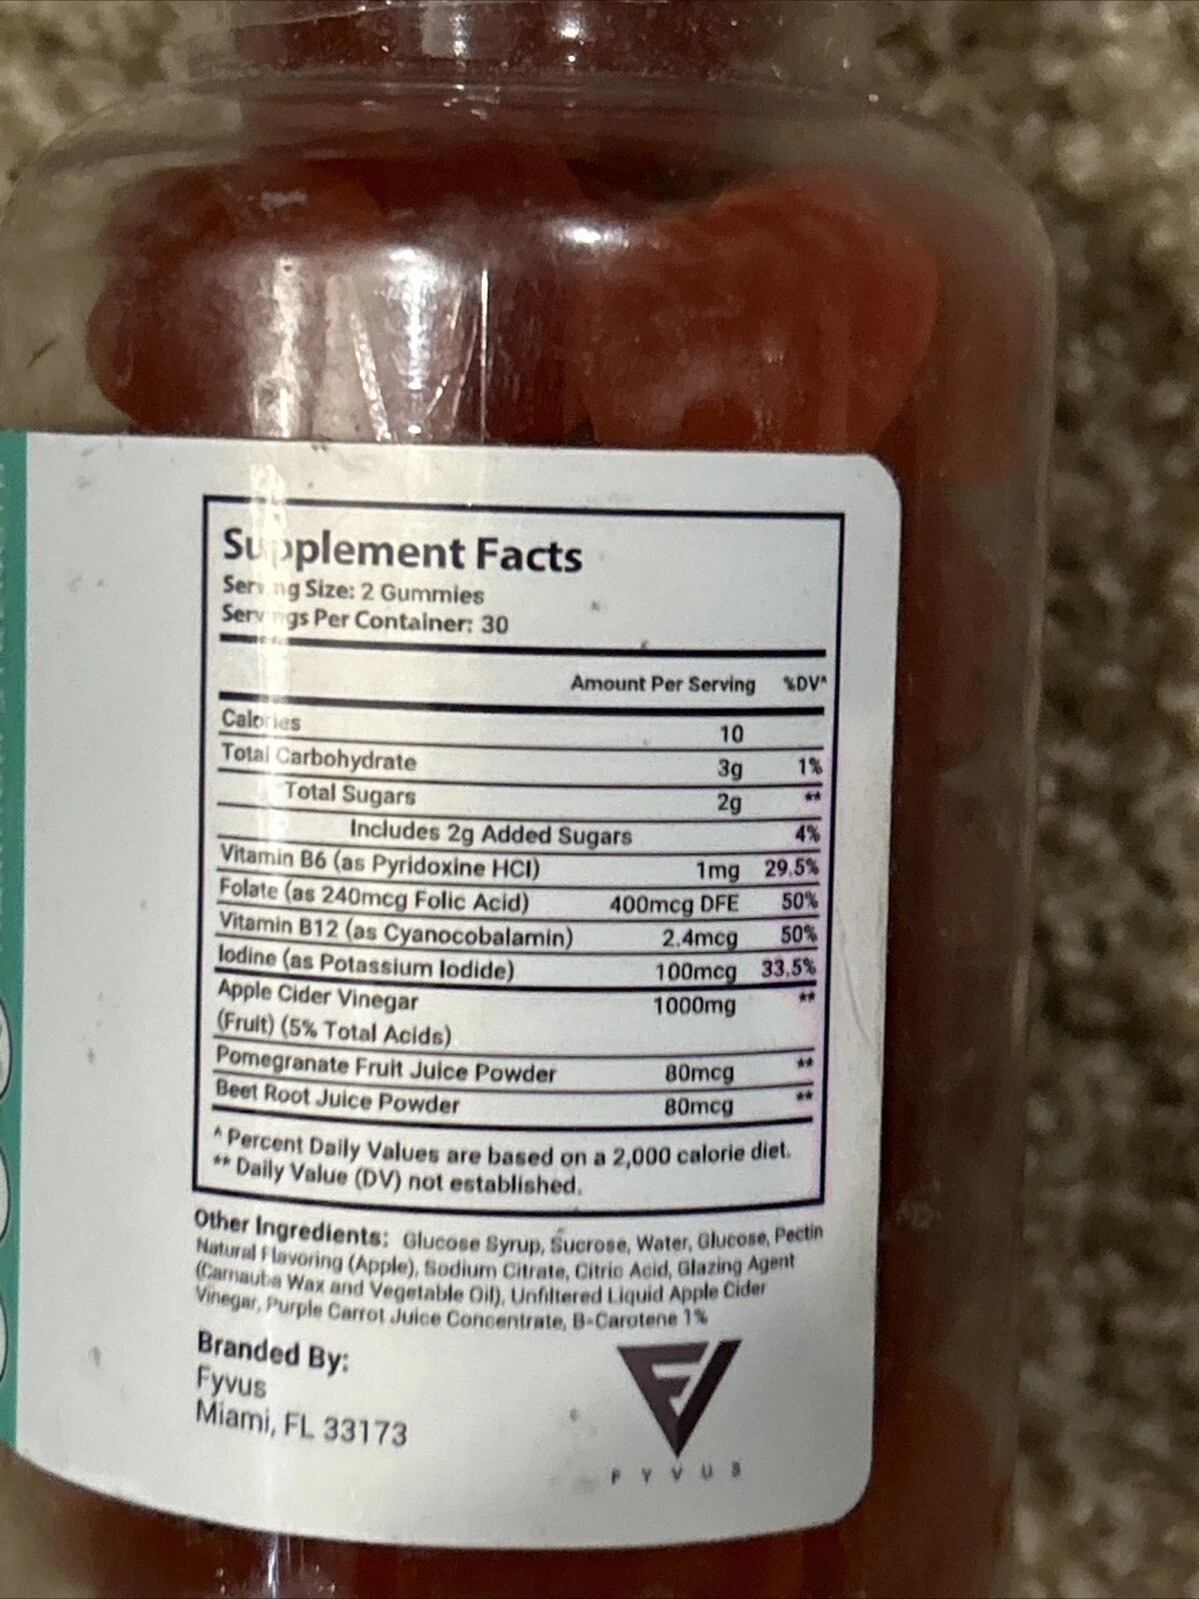 Supplement Facts
Serving Size: 2 Gummies
Servings Per Container: 30
Amount Per Serving %DV^
Calories 10
Total Carbohydrate 3g 1%
Total Sugars 2g **
Includes 2g Added Sugars 4%
Vitamin B6 (as Pyridoxine HCl) 1mg 29.5%
Folate (as 240mcg Folic Acid) 400mcg DFE 50%
Vitamin B12 (as Cyanocobalamin) 2.4mcg 50%
Iodine (as Potassium Iodide) 100mcg 33.5%
Apple Cider Vinegar 1000mg **
(Fruit) (5% Total Acids)
Pomegranate Fruit Juice Powder 80mcg **
Beet Root Juice Powder 80mcg **
^ Percent Daily Values are based on a 2,000 calorie diet.
** Daily Value (DV) not established.
Other Ingredients: Glucose Syrup, Sucrose, Water, Glucose, Pectin
Natural Flavoring (Apple), Sodium Citrate, Citric Acid, Glazing Agent
(Carnauba Wax and Vegetable Oil), Unfiltered Liquid Apple Cider
Vinegar, Purple Carrot Juice Concentrate, B-Carotene 1%
Branded By:
Fyvus
Miami, FL 33173
FYVUS